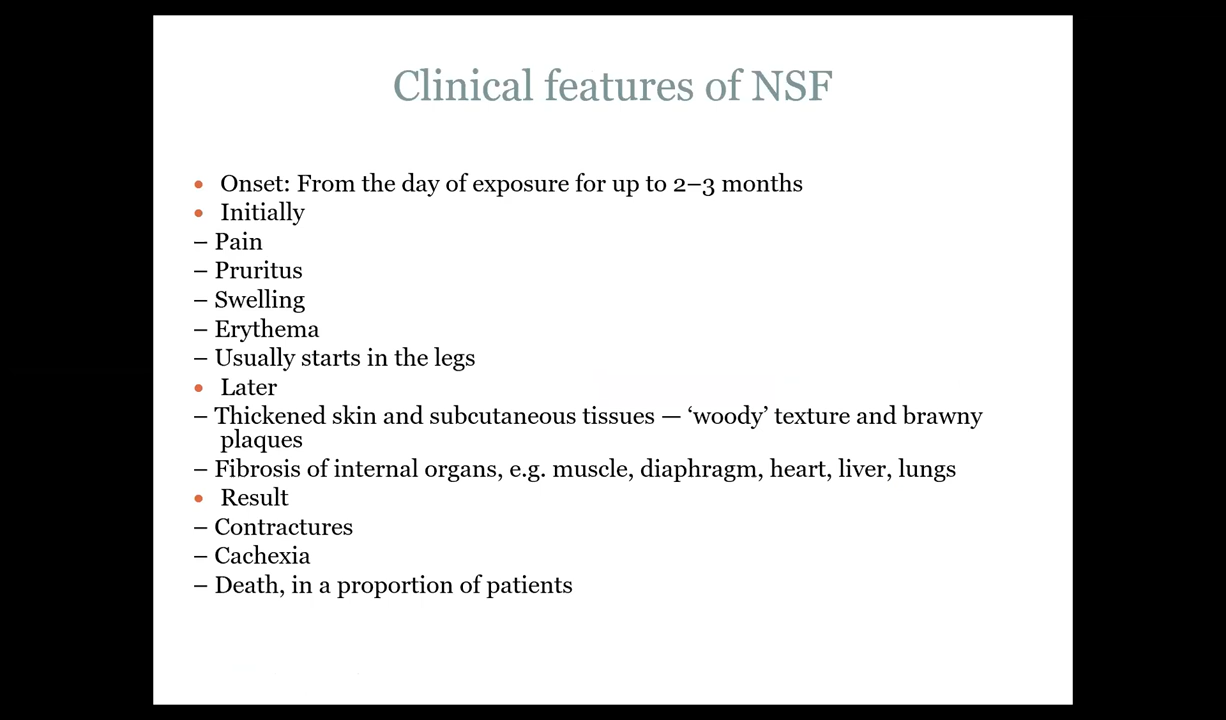 Clinical features of NSF
• Onset: From the day of exposure for up to 2–3 months
• Initially
– Pain
– Pruritus
– Swelling
– Erythema
– Usually starts in the legs
• Later
– Thickened skin and subcutaneous tissues — ‘woody’ texture and brawny
plaques
– Fibrosis of internal organs, e.g. muscle, diaphragm, heart, liver, lungs
• Result
– Contractures
– Cachexia
– Death, in a proportion of patients